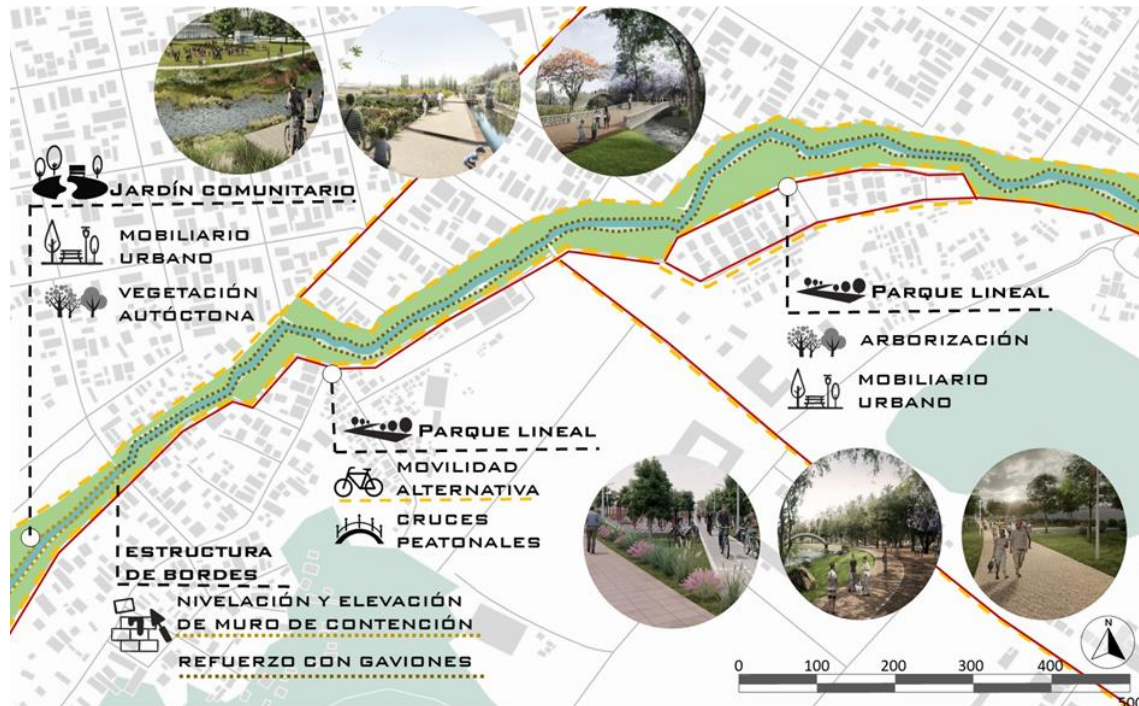 JARDÍN COMUNITARIO
MOBILIARIO
URBANO
VEGETACIÓN
AUTÓCTONA
PARQUE LINEAL
ARBORIZACIÓN
MOBILIARIO
URBANO
PARQUE LINEAL
MOVILIDAD
ALTERNATIVA
CRUCES
PEATONALES
ESTRUCTURA
DE BORDES
NIVELACIÓN Y ELEVACIÓN
DE MURO DE CONTENCIÓN
REFUERZO CON GAVIONES
N
0 100 200 300 400
500